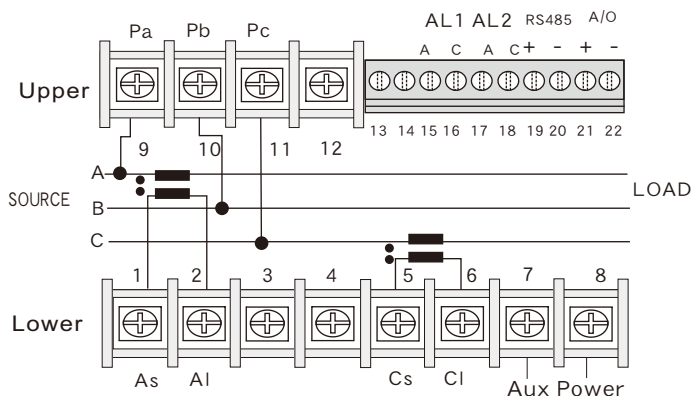 AL1 AL2 RS485 A/O
Pa Pb Pc
A C A C + - + -
Upper
13 14 15 16 17 18 19 20 21 22
9 10 11 12
A
SOURCE LOAD
B
C
1 2 3 4 5 6 7 8
Lower
As Al Cs Cl
Aux Power